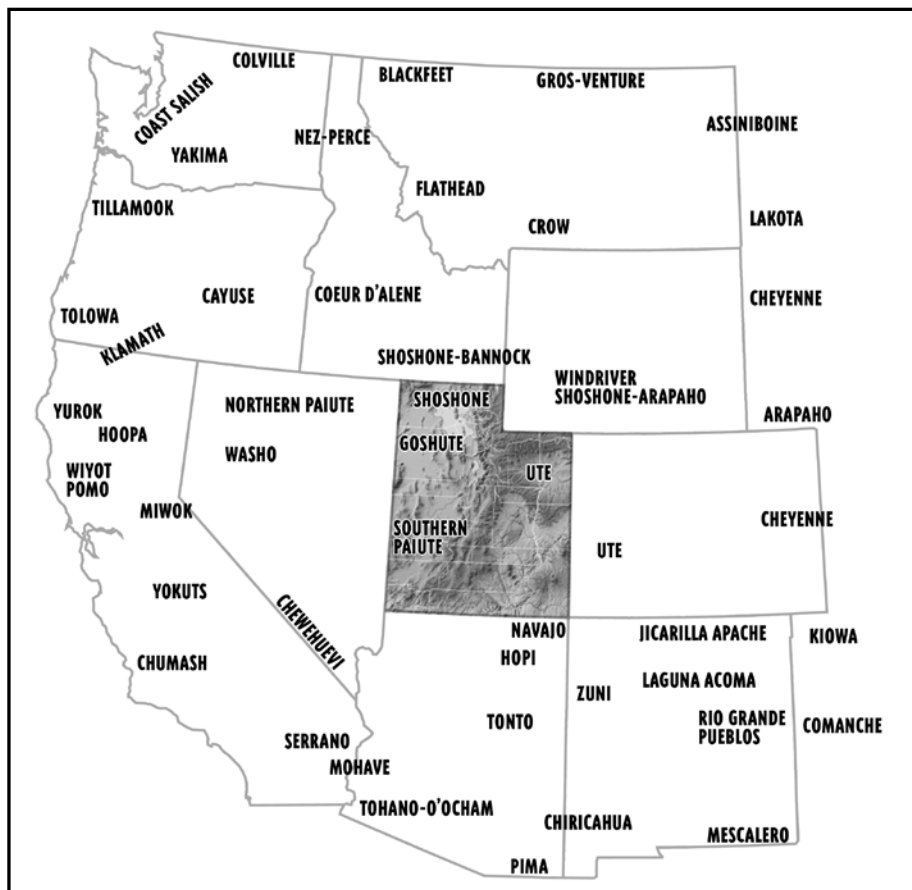 COLVILLE
BLACKFEET
GROS-VENTURE
COAST SALISH
ASSINIBOINE
NEZ-PERCE
YAKIMA
FLATHEAD
TILLAMOOK
LAKOTA
CROW
COEUR D'ALENE
CAYUSE
CHEYENNE
TOLOWA
KLAMATH
SHOSHONE-BANNOCK
WINDRIVER
SHOSHONE-ARAPAHO
SHOSHONE
NORTHERN PAIUTE
YUROK
ARAPAHO
HOOPA
GOSHUTE
WASHO
WIYOT
POMO
UTE
MIWOK
CHEYENNE
SOUTHERN
PAIUTE
UTE
YOKUTS
CHEWEHUEVI
NAVAJO
JICARILLA APACHE
KIOWA
HOPI
CHUMASH
LAGUNA ACOMA
ZUNI
RIO GRANDE
PUEBLOS
TONTO
COMANCHE
SERRANO
MOHAVE
TOHANO-O'OCHAM
CHIRICAHUA
MESCALERO
PIMA